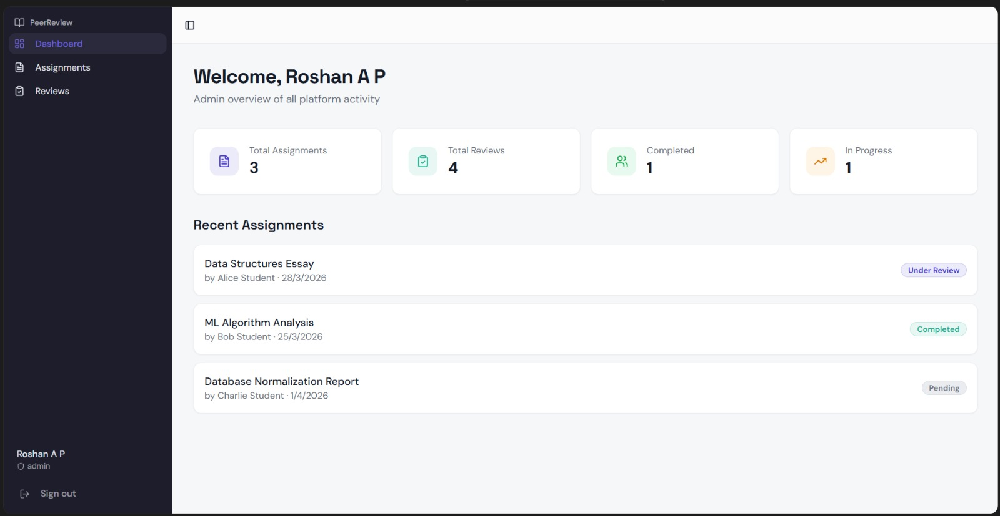 PeerReview
Dashboard
Assignments
Reviews
Roshan A P
admin
Sign out
Welcome, Roshan A P
Admin overview of all platform activity
Total Assignments
3
Total Reviews
4
Completed
1
In Progress
1
Recent Assignments
Data Structures Essay
by Alice Student · 28/3/2026
Under Review
ML Algorithm Analysis
by Bob Student · 25/3/2026
Completed
Database Normalization Report
by Charlie Student · 1/4/2026
Pending